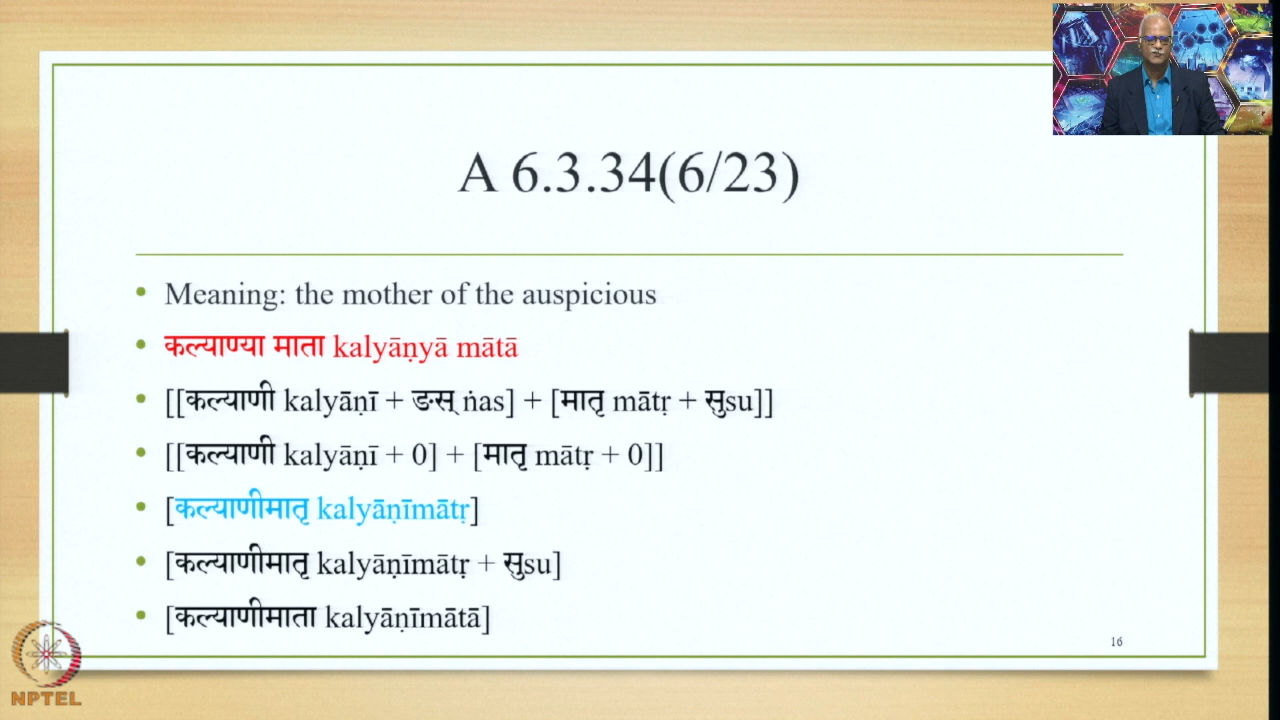 A 6.3.34(6/23)
• Meaning: the mother of the auspicious
• कल्याण्या माता kalyāṇyā mātā
• [[कल्याणी kalyāṇī + ङस् ṅas] + [मातृ mātṛ + सुsu]]
• [[कल्याणी kalyāṇī + 0] + [मातृ mātṛ + 0]]
• [कल्याणीमातृ kalyāṇīmātṛ]
• [कल्याणीमातृ kalyāṇīmātṛ + सुsu]
• [कल्याणीमाता kalyāṇīmātā]
16
NPTEL